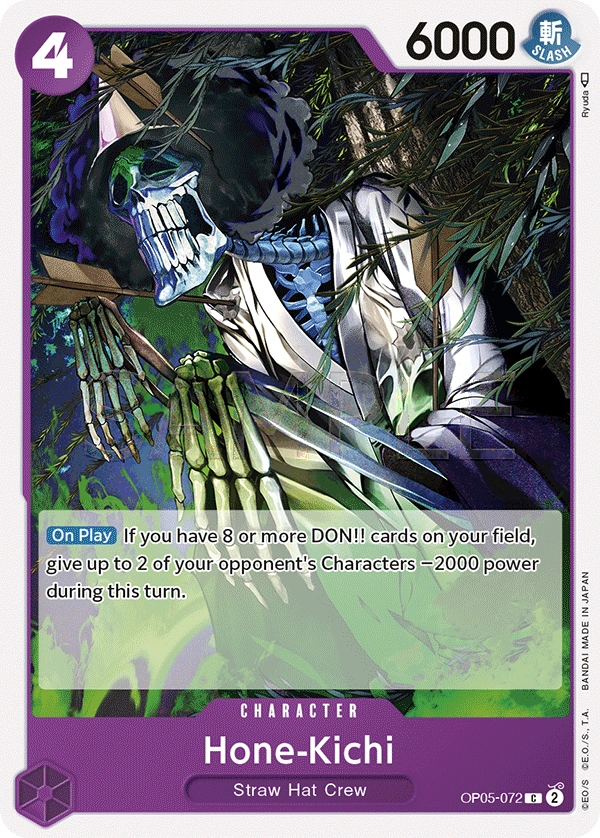 4
6000
斬
SLASH
Ryuda
SAMPLE
On Play If you have 8 or more DON!! cards on your field,
give up to 2 of your opponent's Characters −2000 power
during this turn.
CHARACTER
Hone-Kichi
Straw Hat Crew
OP05-072 C 2
©EO/S ©E.O./S., T.A. BANDAI MADE IN JAPAN